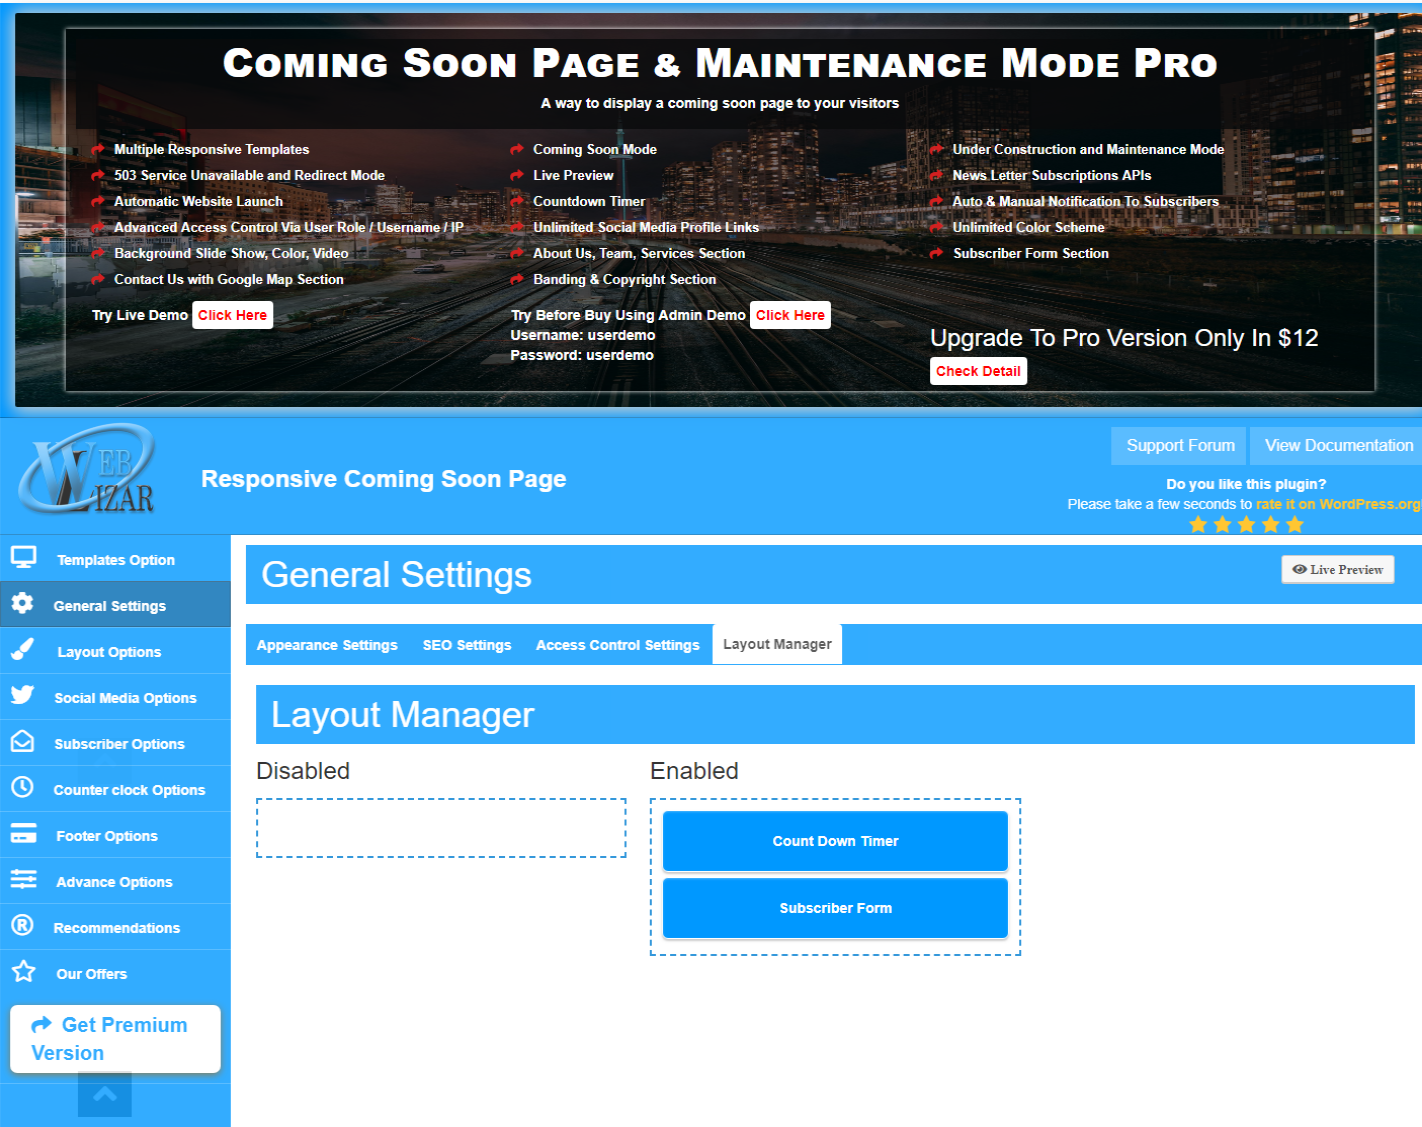 COMING SOON PAGE & MAINTENANCE MODE PRO
A way to display a coming soon page to your visitors
Multiple Responsive Templates
503 Service Unavailable and Redirect Mode
Automatic Website Launch
Advanced Access Control Via User Role / Username / IP
Background Slide Show, Color, Video
Contact Us with Google Map Section
Try Live Demo Click Here
Coming Soon Mode
Live Preview
Countdown Timer
Unlimited Social Media Profile Links
About Us, Team, Services Section
Banding & Copyright Section
Try Before Buy Using Admin Demo Click Here
Username: userdemo
Password: userdemo
Under Construction and Maintenance Mode
News Letter Subscriptions APIs
Auto & Manual Notification To Subscribers
Unlimited Color Scheme
Subscriber Form Section
Upgrade To Pro Version Only In $12
Check Detail
WEB
LIZAR
Responsive Coming Soon Page
Support Forum
View Documentation
Do you like this plugin?
Please take a few seconds to rate it on WordPress.org
Templates Option
General Settings
Layout Options
Social Media Options
Subscriber Options
Counter clock Options
Footer Options
Advance Options
Recommendations
Our Offers
Get Premium
Version
General Settings
Live Preview
Appearance Settings
SEO Settings
Access Control Settings
Layout Manager
Layout Manager
Disabled
Enabled
Count Down Timer
Subscriber Form